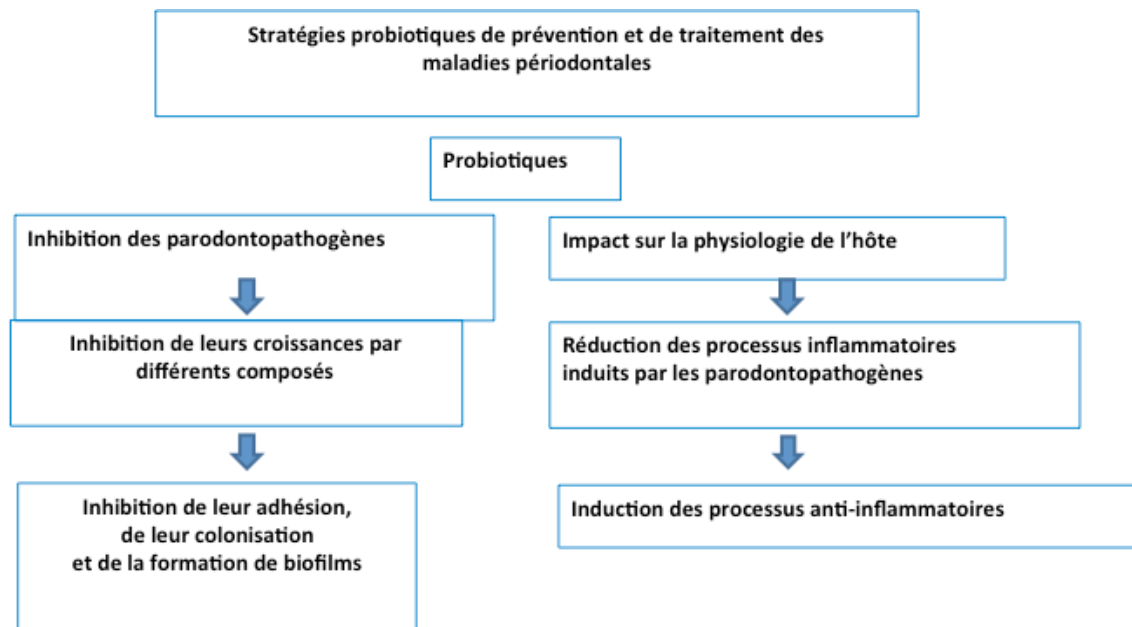 Stratégies probiotiques de prévention et de traitement des
maladies périodontales
Probiotiques
Inhibition des parodontopathogènes
Inhibition de leurs croissances par
différents composés
Inhibition de leur adhésion,
de leur colonisation
et de la formation de biofilms
Impact sur la physiologie de l'hôte
Réduction des processus inflammatoires
induits par les parodontopathogènes
Induction des processus anti-inflammatoires